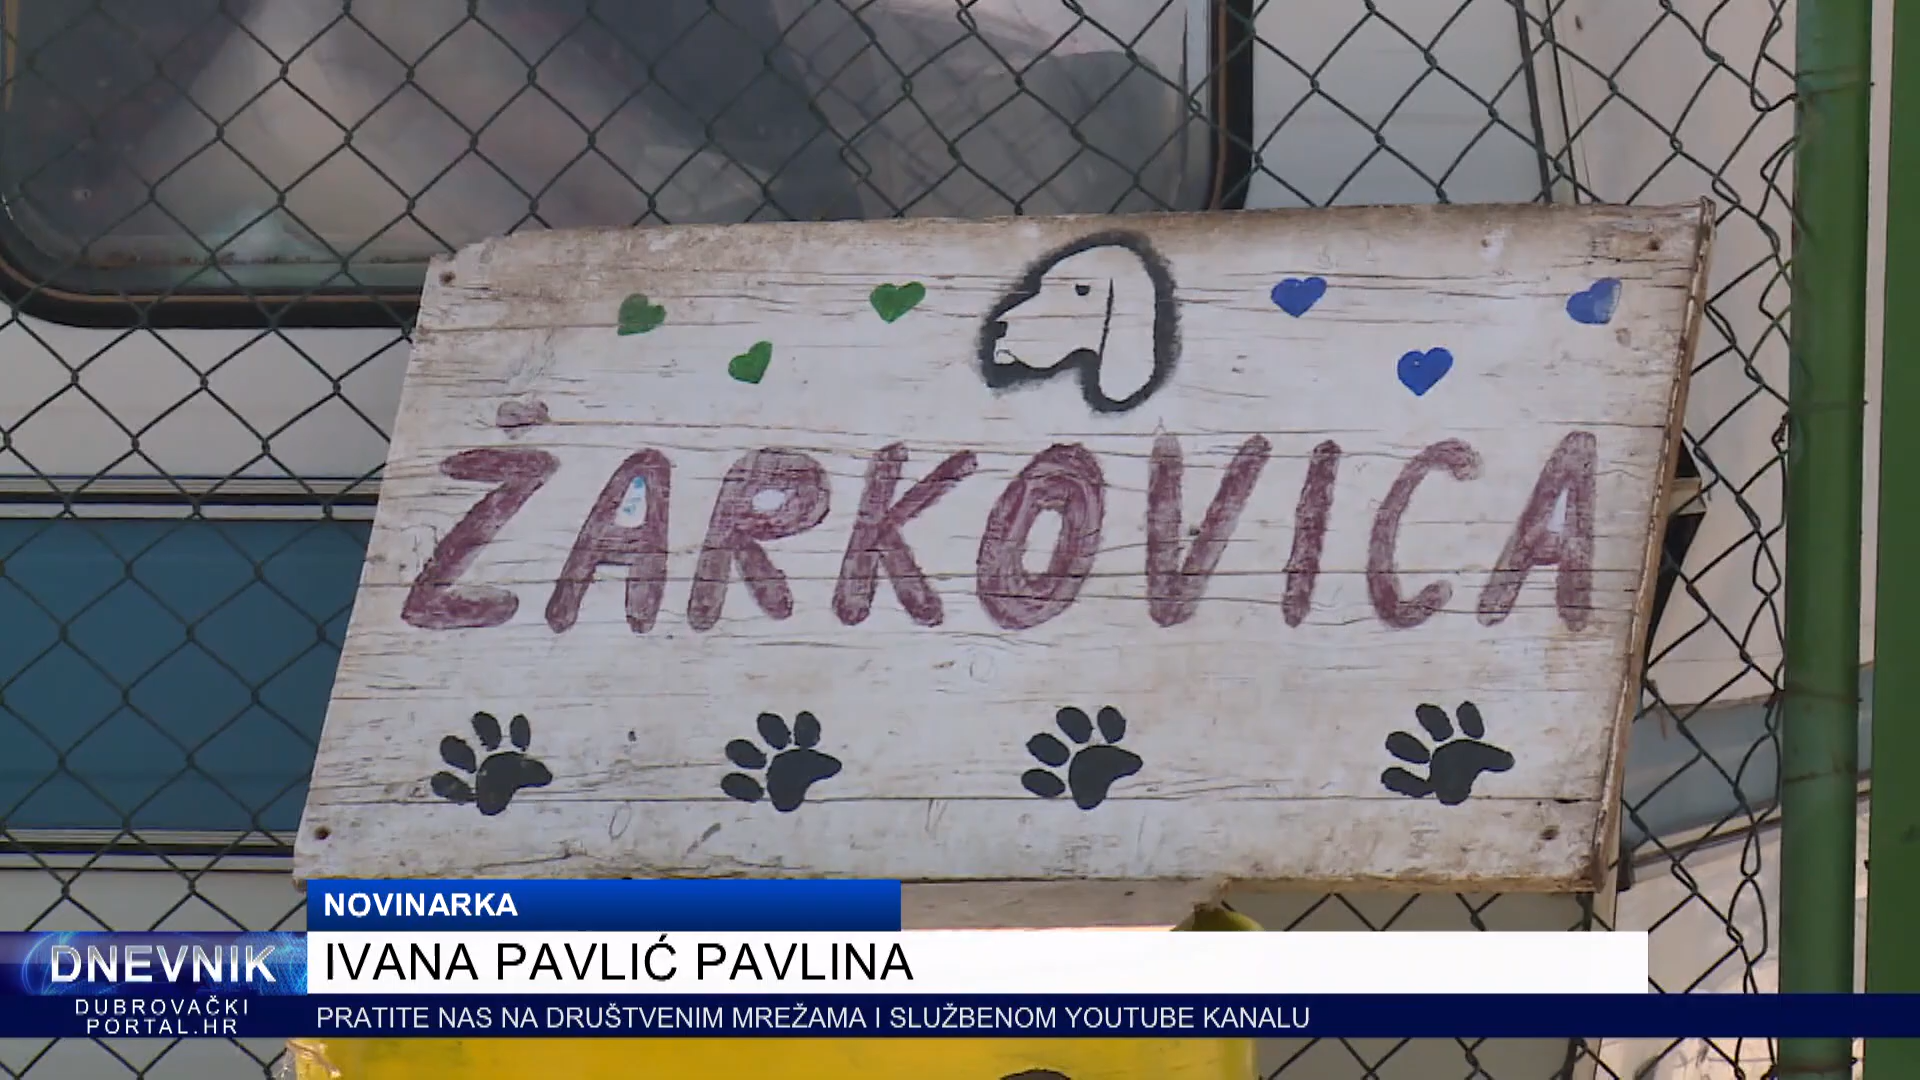 ŽARKOVICA
NOVINARKA
DNEVNIK
IVANA PAVLIĆ PAVLINA
DUBROVAČKI
PORTAL.HR
PRATITE NAS NA DRUŠTVENIM MREŽAMA I SLUŽBENOM YOUTUBE KANALU